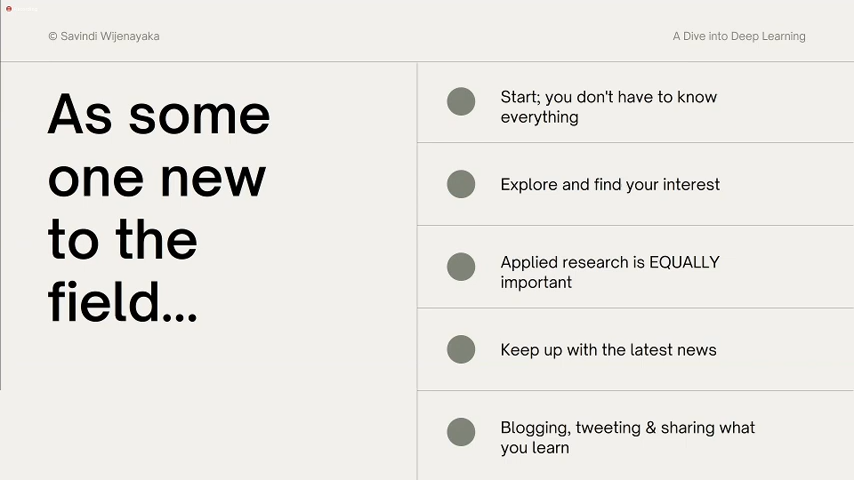 © Savindi Wijenayaka
A Dive into Deep Learning
As some
one new
to the
field...
Start; you don't have to know
everything
Explore and find your interest
Applied research is EQUALLY
important
Keep up with the latest news
Blogging, tweeting & sharing what
you learn